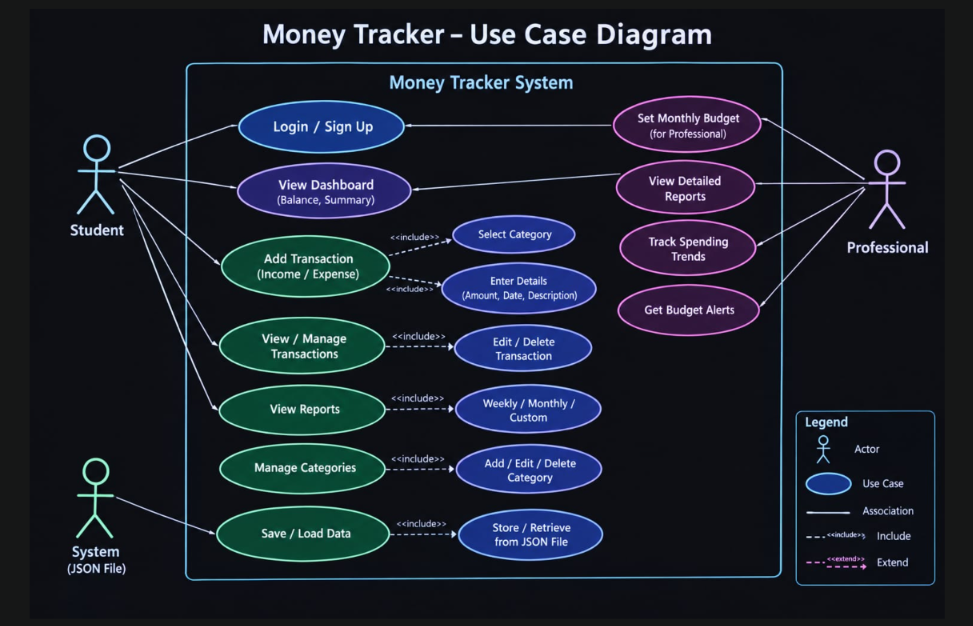 Money Tracker – Use Case Diagram
Money Tracker System
Login / Sign Up
Set Monthly Budget
(for Professional)
View Dashboard
(Balance, Summary)
View Detailed
Reports
Student
Professional
Select Category
<<include>>
Add Transaction
(Income / Expense)
Track Spending
Trends
<<include>>
Enter Details
(Amount, Date, Description)
Get Budget Alerts
View / Manage
Transactions
<<include>>
Edit / Delete
Transaction
View Reports
<<include>>
Weekly / Monthly /
Custom
Manage Categories
<<include>>
Add / Edit / Delete
Category
Save / Load Data
<<include>>
Store / Retrieve
from JSON File
System
(JSON File)
Legend
Actor
Use Case
Association
<<include>>
Include
<<extend>>
Extend